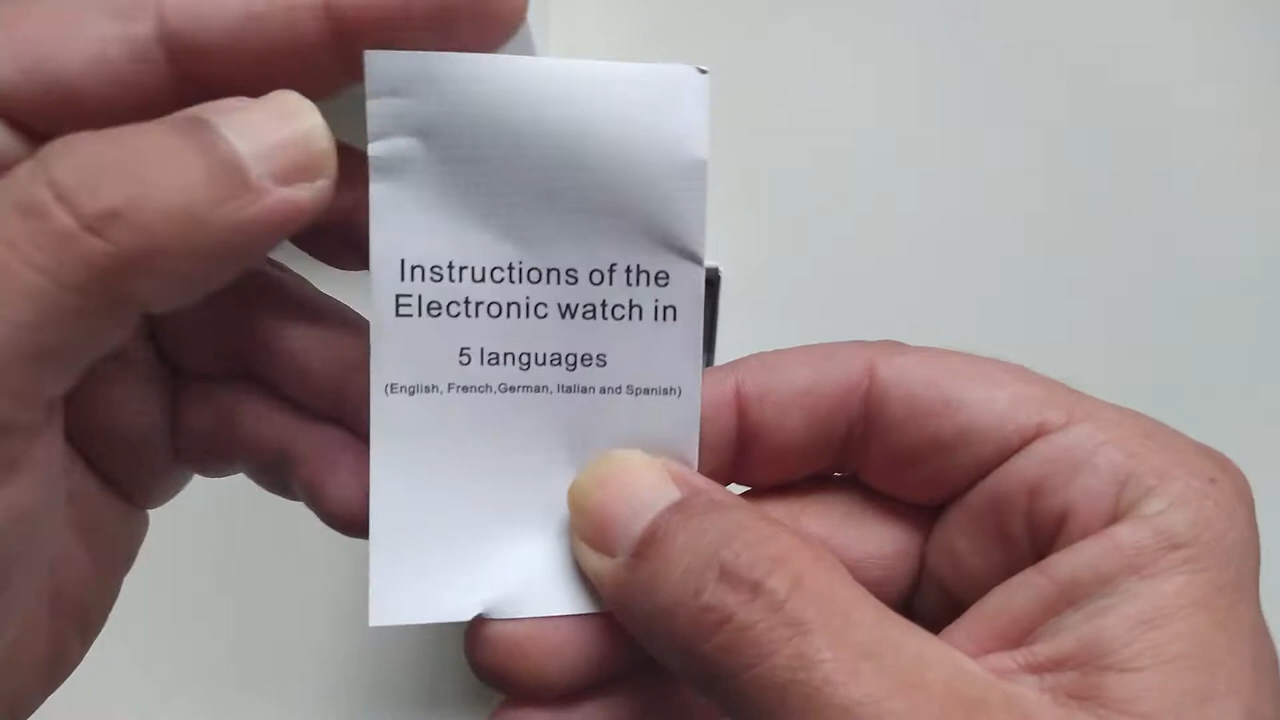 Instructions of the
Electronic watch in
5 languages
(English, French,German, Italian and Spanish)